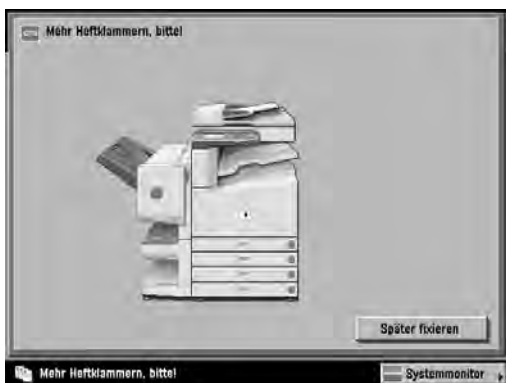 Mehr Heftklammern, bitte!
Später fixieren
Mehr Heftklammern, bitte!
Systemmonitor